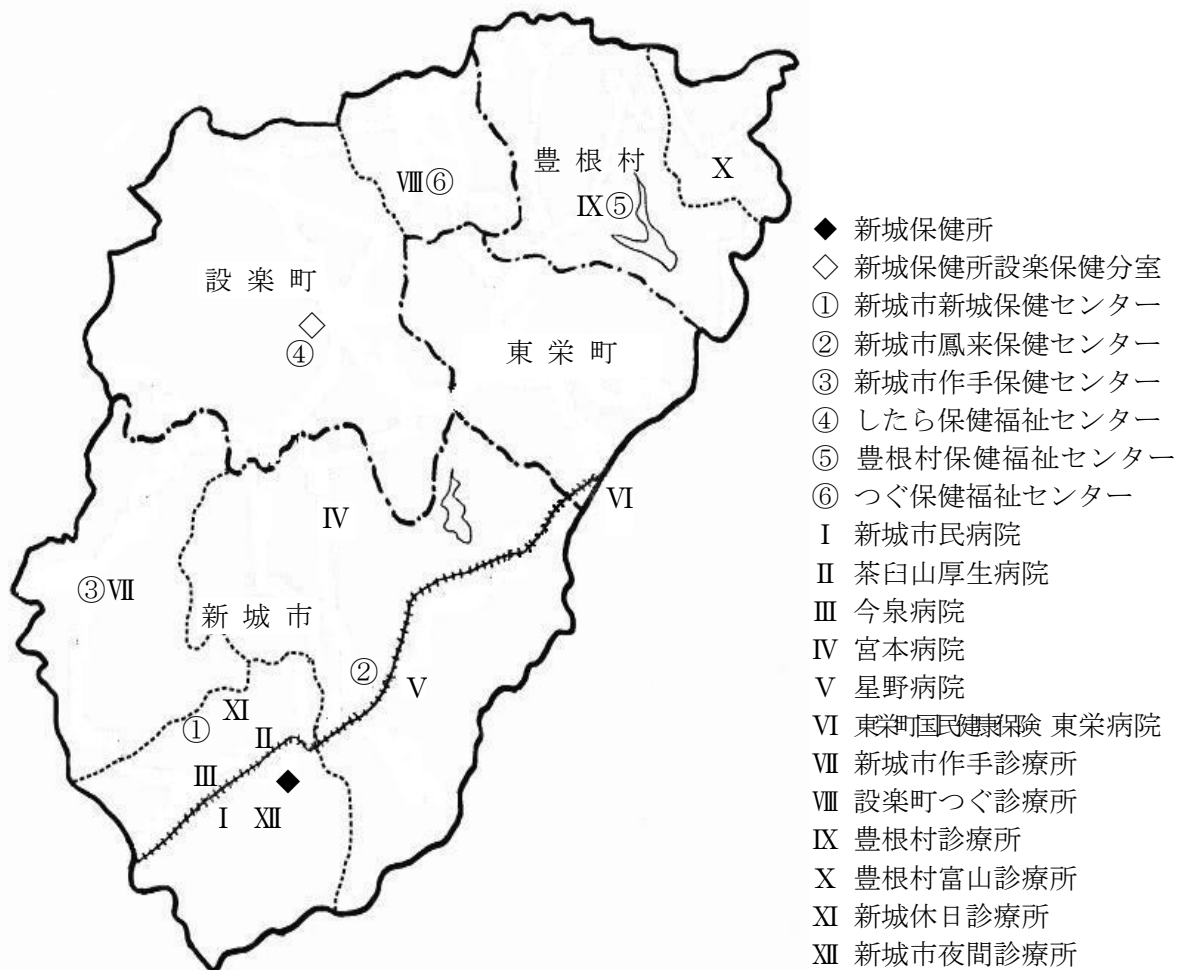 豊根村
Ⅹ
Ⅷ⑥
Ⅸ⑤
設楽町
◇
④
東栄町
Ⅳ
Ⅵ
③Ⅶ
新城市
②
Ⅴ
Ⅺ
①
Ⅱ
Ⅲ
◆
Ⅰ Ⅻ
◆ 新城保健所
◇ 新城保健所設楽保健分室
① 新城市新城保健センター
② 新城市鳳来保健センター
③ 新城市作手保健センター
④ したら保健福祉センター
⑤ 豊根村保健福祉センター
⑥ つぐ保健福祉センター
Ⅰ 新城市民病院
Ⅱ 茶臼山厚生病院
Ⅲ 今泉病院
Ⅳ 宮本病院
Ⅴ 星野病院
Ⅵ 東栄町国民健康保険 東栄病院
Ⅶ 新城市作手診療所
Ⅷ 設楽町つぐ診療所
Ⅸ 豊根村診療所
Ⅹ 豊根村富山診療所
Ⅺ 新城休日診療所
Ⅻ 新城市夜間診療所